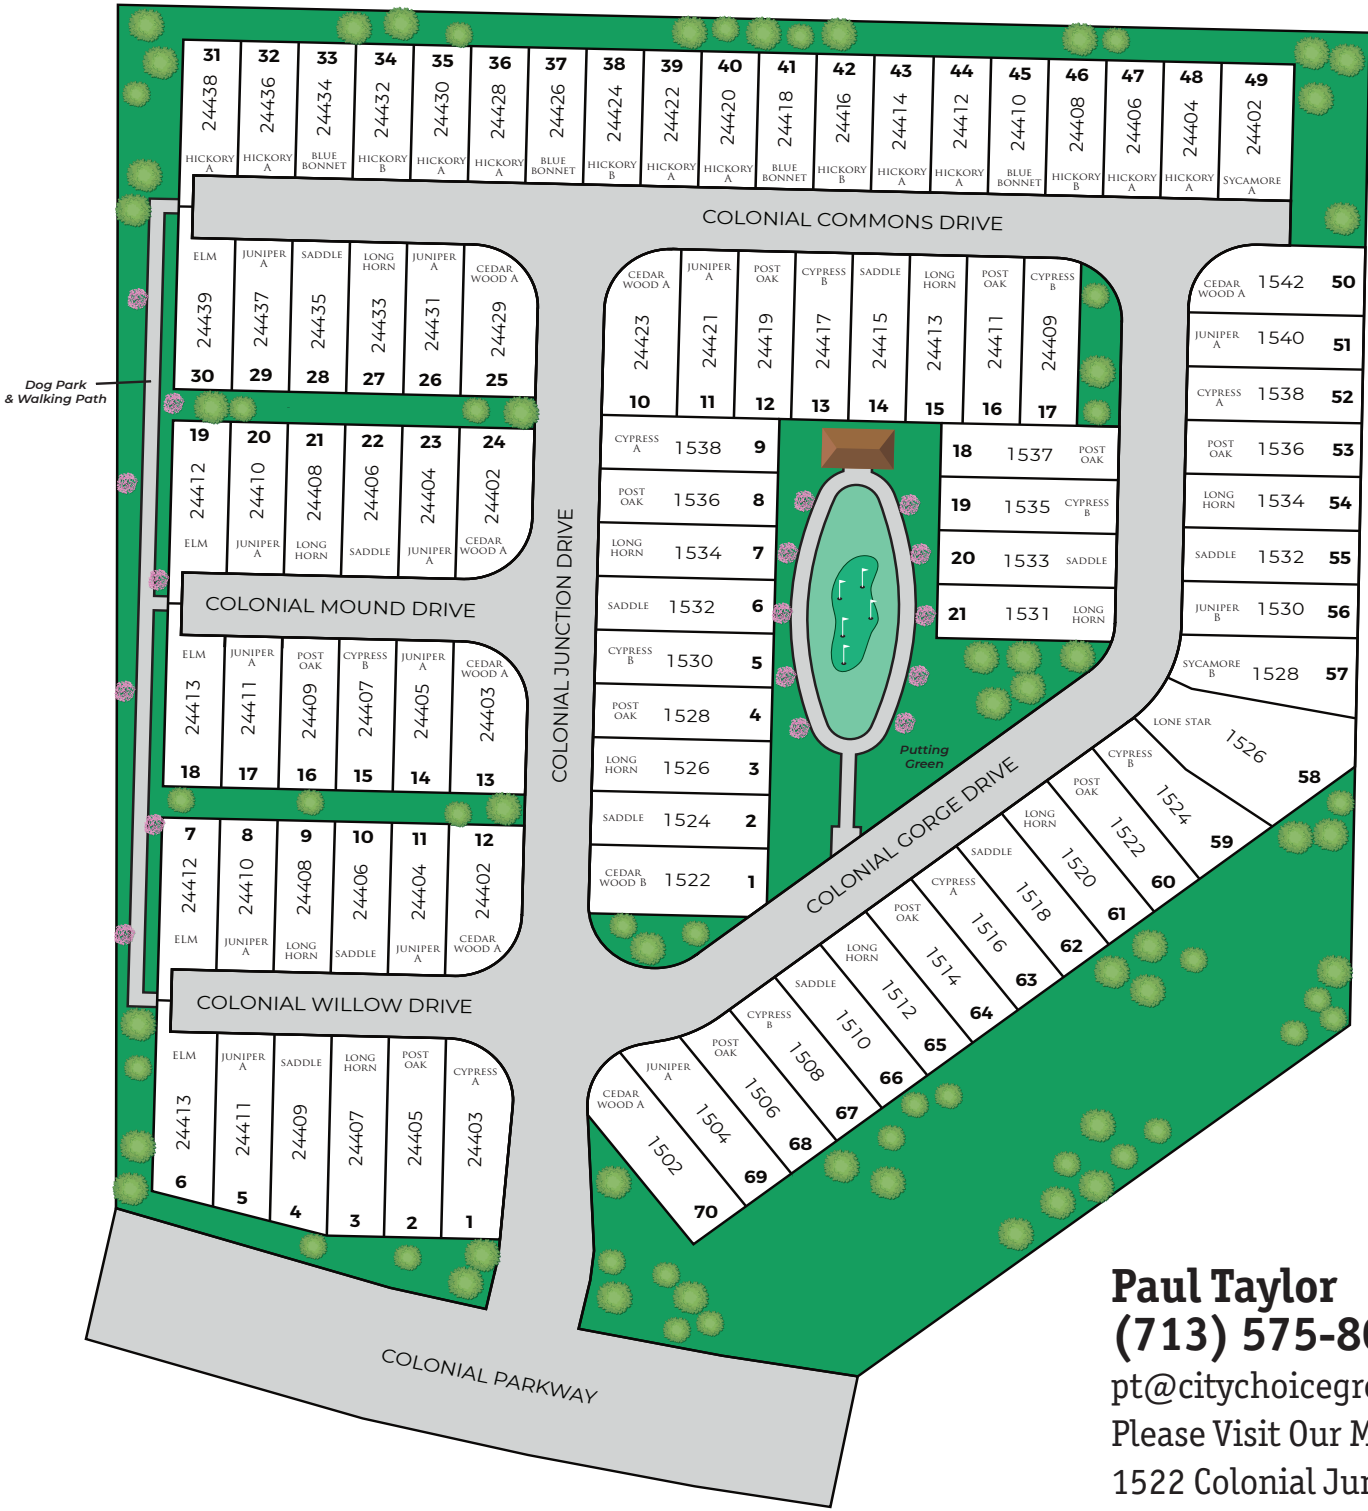 31 32 33 34 35 36 37 38 39 40 41 42 43 44 45 46 47 48 49
24438 24436 24434 24432 24430 24428 24426 24424 24422 24420 24418 24416 24414 24412 24410 24408 24406 24404 24402
HICKORY A
HICKORY A
BLUE BONNET
HICKORY B
HICKORY A
HICKORY A
BLUE BONNET
HICKORY B
HICKORY A
HICKORY A
BLUE BONNET
HICKORY B
HICKORY A
HICKORY A
BLUE BONNET
HICKORY B
HICKORY A
HICKORY A
SYCAMORE A
COLONIAL COMMONS DRIVE
ELM 24439 30
JUNIPER A 24437 29
SADDLE 24435 28
LONG HORN 24433 27
JUNIPER A 24431 26
CEDAR WOOD A 24429 25
CEDAR WOOD A 24423 10
JUNIPER A 24421 11
POST OAK 24419 12
CYPRESS B 24417 13
SADDLE 24415 14
LONG HORN 24413 15
POST OAK 24411 16
CYPRESS B 24409 17
CEDAR WOOD A 1542 50
JUNIPER A 1540 51
CYPRESS A 1538 52
POST OAK 1536 53
LONG HORN 1534 54
SADDLE 1532 55
JUNIPER B 1530 56
SYCAMORE B 1528 57
LONE STAR 1526 58
Dog Park
& Walking Path
19 24412 ELM
20 24410 JUNIPER A
21 24408 LONG HORN
22 24406 SADDLE
23 24404 JUNIPER A
24 24402 CEDAR WOOD A
COLONIAL MOUND DRIVE
COLONIAL JUNCTION DRIVE
CYPRESS A 1538 9
POST OAK 1536 8
LONG HORN 1534 7
SADDLE 1532 6
CYPRESS B 1530 5
POST OAK 1528 4
LONG HORN 1526 3
SADDLE 1524 2
CEDAR WOOD B 1522 1
18 1537 POST OAK
19 1535 CYPRESS B
20 1533 SADDLE
21 1531 LONG HORN
Putting
Green
ELM 24413 18
JUNIPER A 24411 17
POST OAK 24409 16
CYPRESS B 24407 15
JUNIPER A 24405 14
CEDAR WOOD A 24403 13
7 24412 ELM
8 24410 JUNIPER A
9 24408 LONG HORN
10 24406 SADDLE
11 24404 JUNIPER A
12 24402 CEDAR WOOD A
COLONIAL WILLOW DRIVE
COLONIAL GORGE DRIVE
CYPRESS B 1524 59
POST OAK 1522 60
LONG HORN 1520 61
SADDLE 1518 62
CYPRESS A 1516 63
POST OAK 1514 64
LONG HORN 1512 65
SADDLE 1510 66
CYPRESS B 1508 67
POST OAK 1506 68
JUNIPER A 1504 69
CEDAR WOOD A 1502 70
ELM 24413 6
JUNIPER A 24411 5
SADDLE 24409 4
LONG HORN 24407 3
POST OAK 24405 2
CYPRESS A 24403 1
COLONIAL PARKWAY
Paul Taylor
(713) 575-8
pt@citychoicegr
Please Visit Our M
1522 Colonial Ju